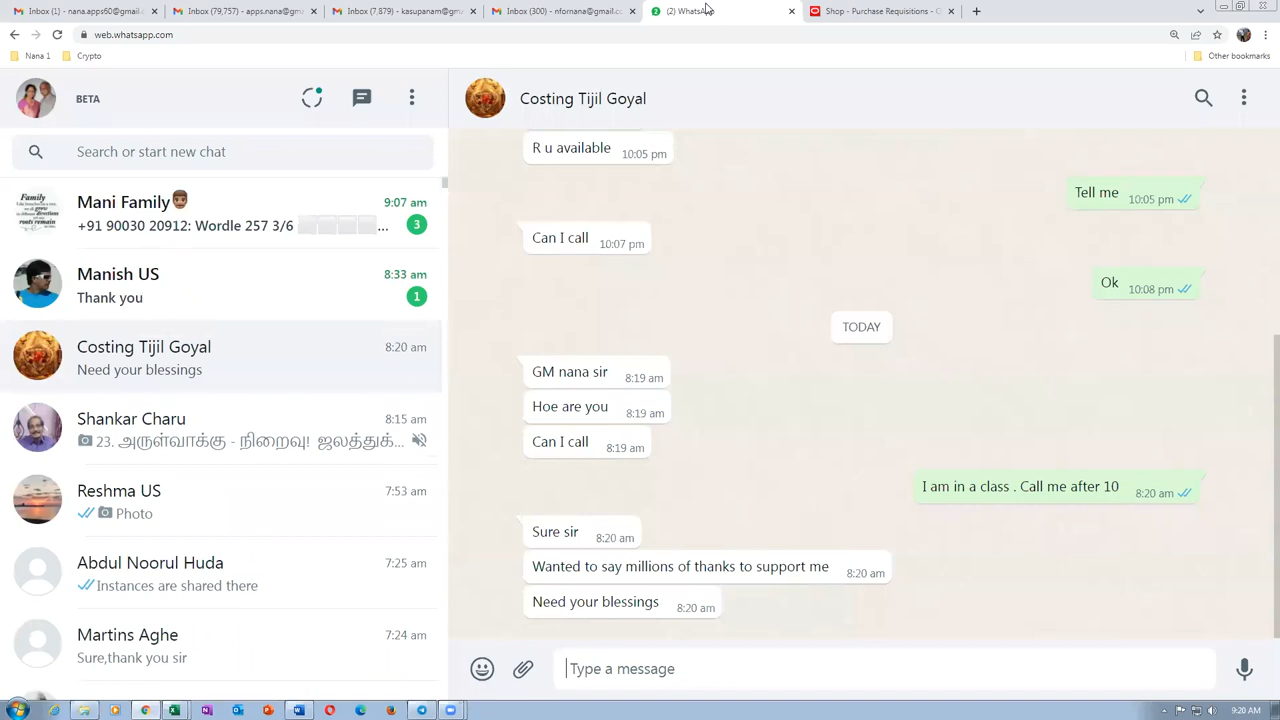 Inbox (1) - nana.apps60@gmail.c
Inbox (79,757) - apps.nana@gma
Inbox (7,879) - kasupanam@gma
Inbox (300) - nfornana@gmail.co
(2) WhatsA
Shop - Purchase Requisitions - C
web.whatsapp.com
Nana 1
Crypto
Other bookmarks
BETA
Costing Tijil Goyal
Search or start new chat
Mani Family
9:07 am
+91 90030 20912: Wordle 257 3/6 ...
3
Manish US
8:33 am
Thank you
1
Costing Tijil Goyal
8:20 am
Need your blessings
Shankar Charu
8:15 am
23. அருள்வாக்கு - நிறைவு! ஜலத்துக்...
Reshma US
7:53 am
Photo
Abdul Noorul Huda
7:25 am
Instances are shared there
Martins Aghe
7:24 am
Sure,thank you sir
R u available 10:05 pm
Tell me 10:05 pm
Can I call 10:07 pm
Ok 10:08 pm
TODAY
GM nana sir 8:19 am
Hoe are you 8:19 am
Can I call 8:19 am
I am in a class . Call me after 10 8:20 am
Sure sir 8:20 am
Wanted to say millions of thanks to support me 8:20 am
Need your blessings 8:20 am
Type a message
9:20 AM